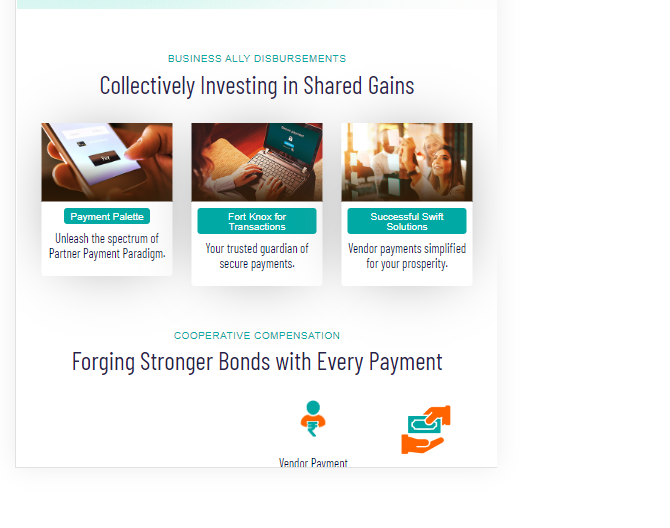 BUSINESS ALLY DISBURSEMENTS
Collectively Investing in Shared Gains
Payment Palette
Unleash the spectrum of
Partner Payment Paradigm.
Fort Knox for
Transactions
Your trusted guardian of
secure payments.
Successful Swift
Solutions
Vendor payments simplified
for your prosperity.
COOPERATIVE COMPENSATION
Forging Stronger Bonds with Every Payment
Vendor Payment